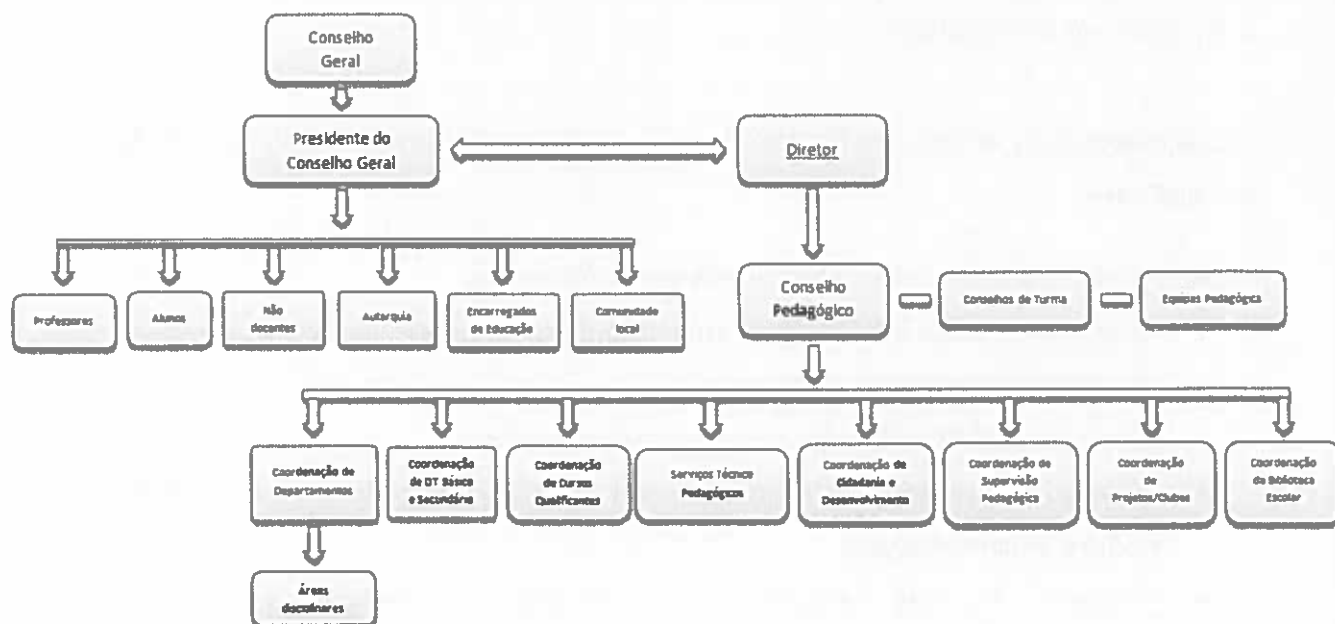 Conselho
Geral
Presidente do
Conselho Geral
Diretor
Professores
Alunos
Não
docentes
Autarquia
Encarregados
de Educação
Comunidade
local
Conselho
Pedagógico
Conselhos de Turma
Equipas Pedagógica
Coordenação de
Departamentos
Coordenação
de DT Básico
e Secundário
Coordenação
de Cursos
Qualificantes
Serviços Técnico
Pedagógicos
Coordenação de
Cidadania e
Desenvolvimento
Coordenação de
Supervisão
Pedagógica
Coordenação
de
Projetos/Clubes
Coordenação
da Biblioteca
Escolar
Áreas
disciplinares